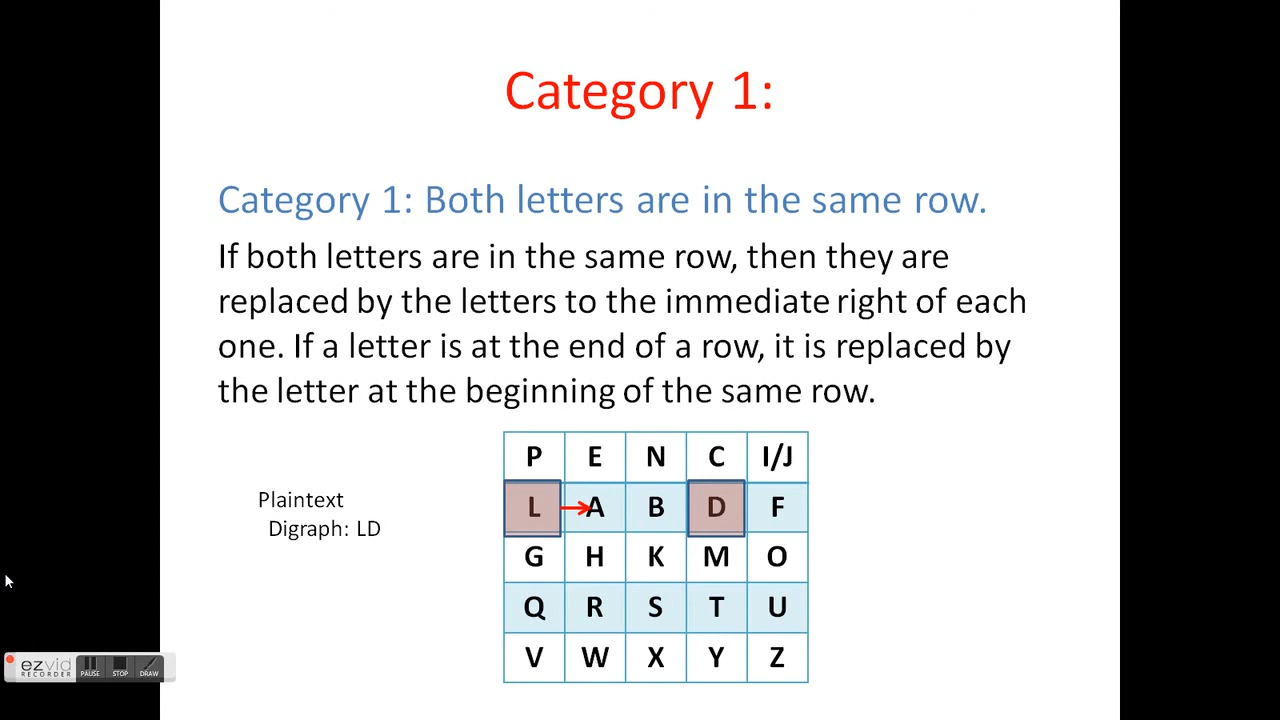 Category 1:
Category 1: Both letters are in the same row.
If both letters are in the same row, then they are
replaced by the letters to the immediate right of each
one. If a letter is at the end of a row, it is replaced by
the letter at the beginning of the same row.
P E N C I/J
Plaintext
Digraph: LD
L A B D F
G H K M O
Q R S T U
V W X Y Z
ezvid
RECORDER
PAUSE STOP DRAW